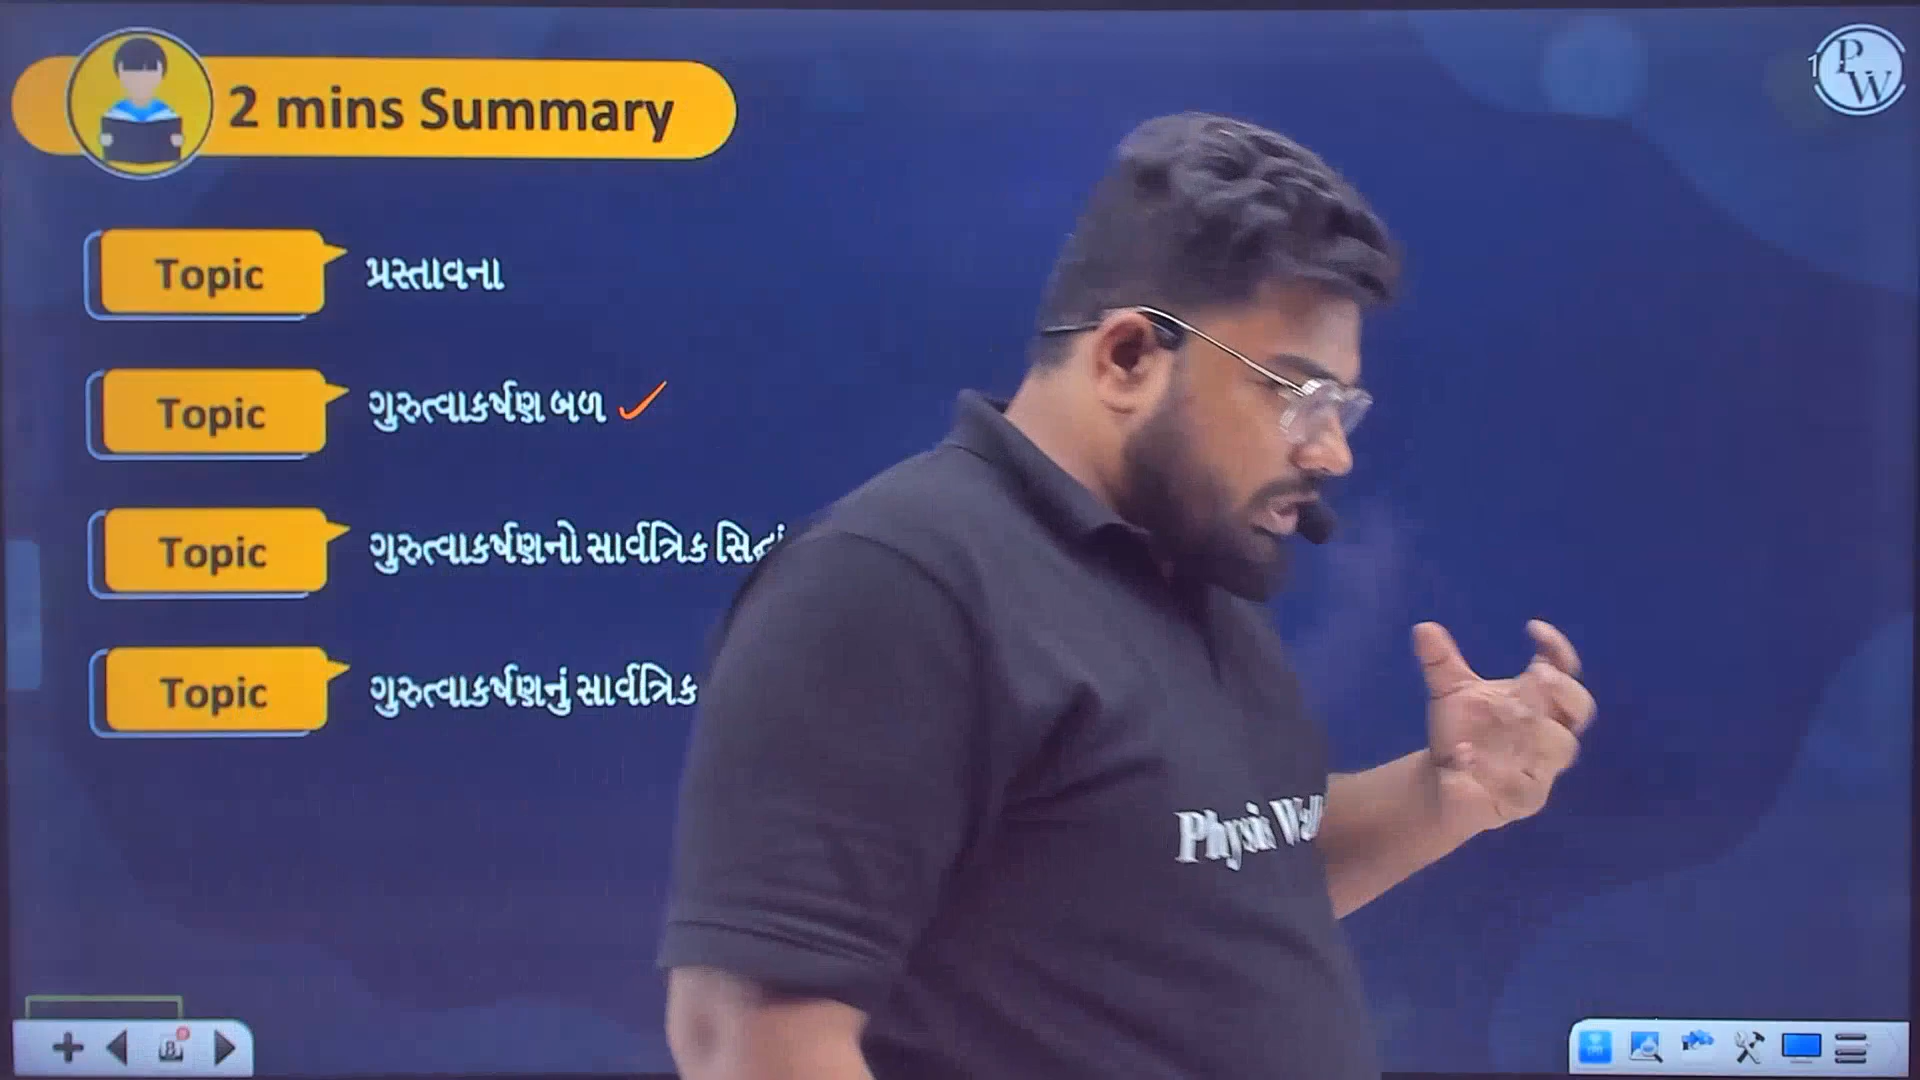 2 mins Summary
Topic
પ્રસ્તાવના
Topic
ગુરુત્વાકર્ષણ બળ
Topic
ગુરુત્વાકર્ષણનો સાર્વત્રિક
Topic
ગુરુત્વાકર્ષણનું સાર્વત્રિક
PW
Physics